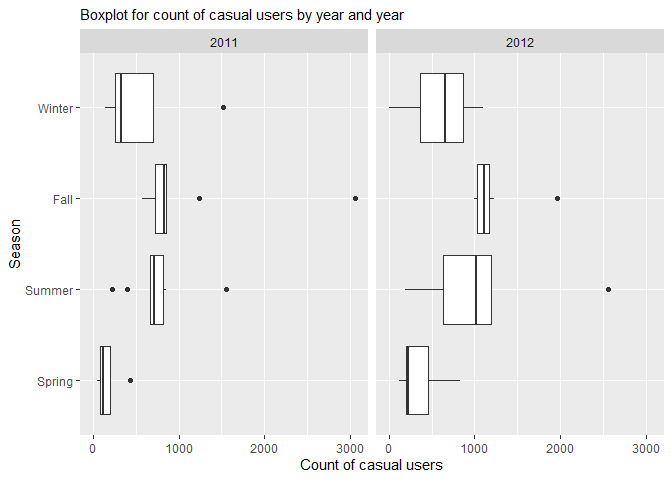 Boxplot for count of casual users by year and year
2011 2012
Season
Winter
Fall
Summer
Spring
0 1000 2000 3000 0 1000 2000 3000
Count of casual users